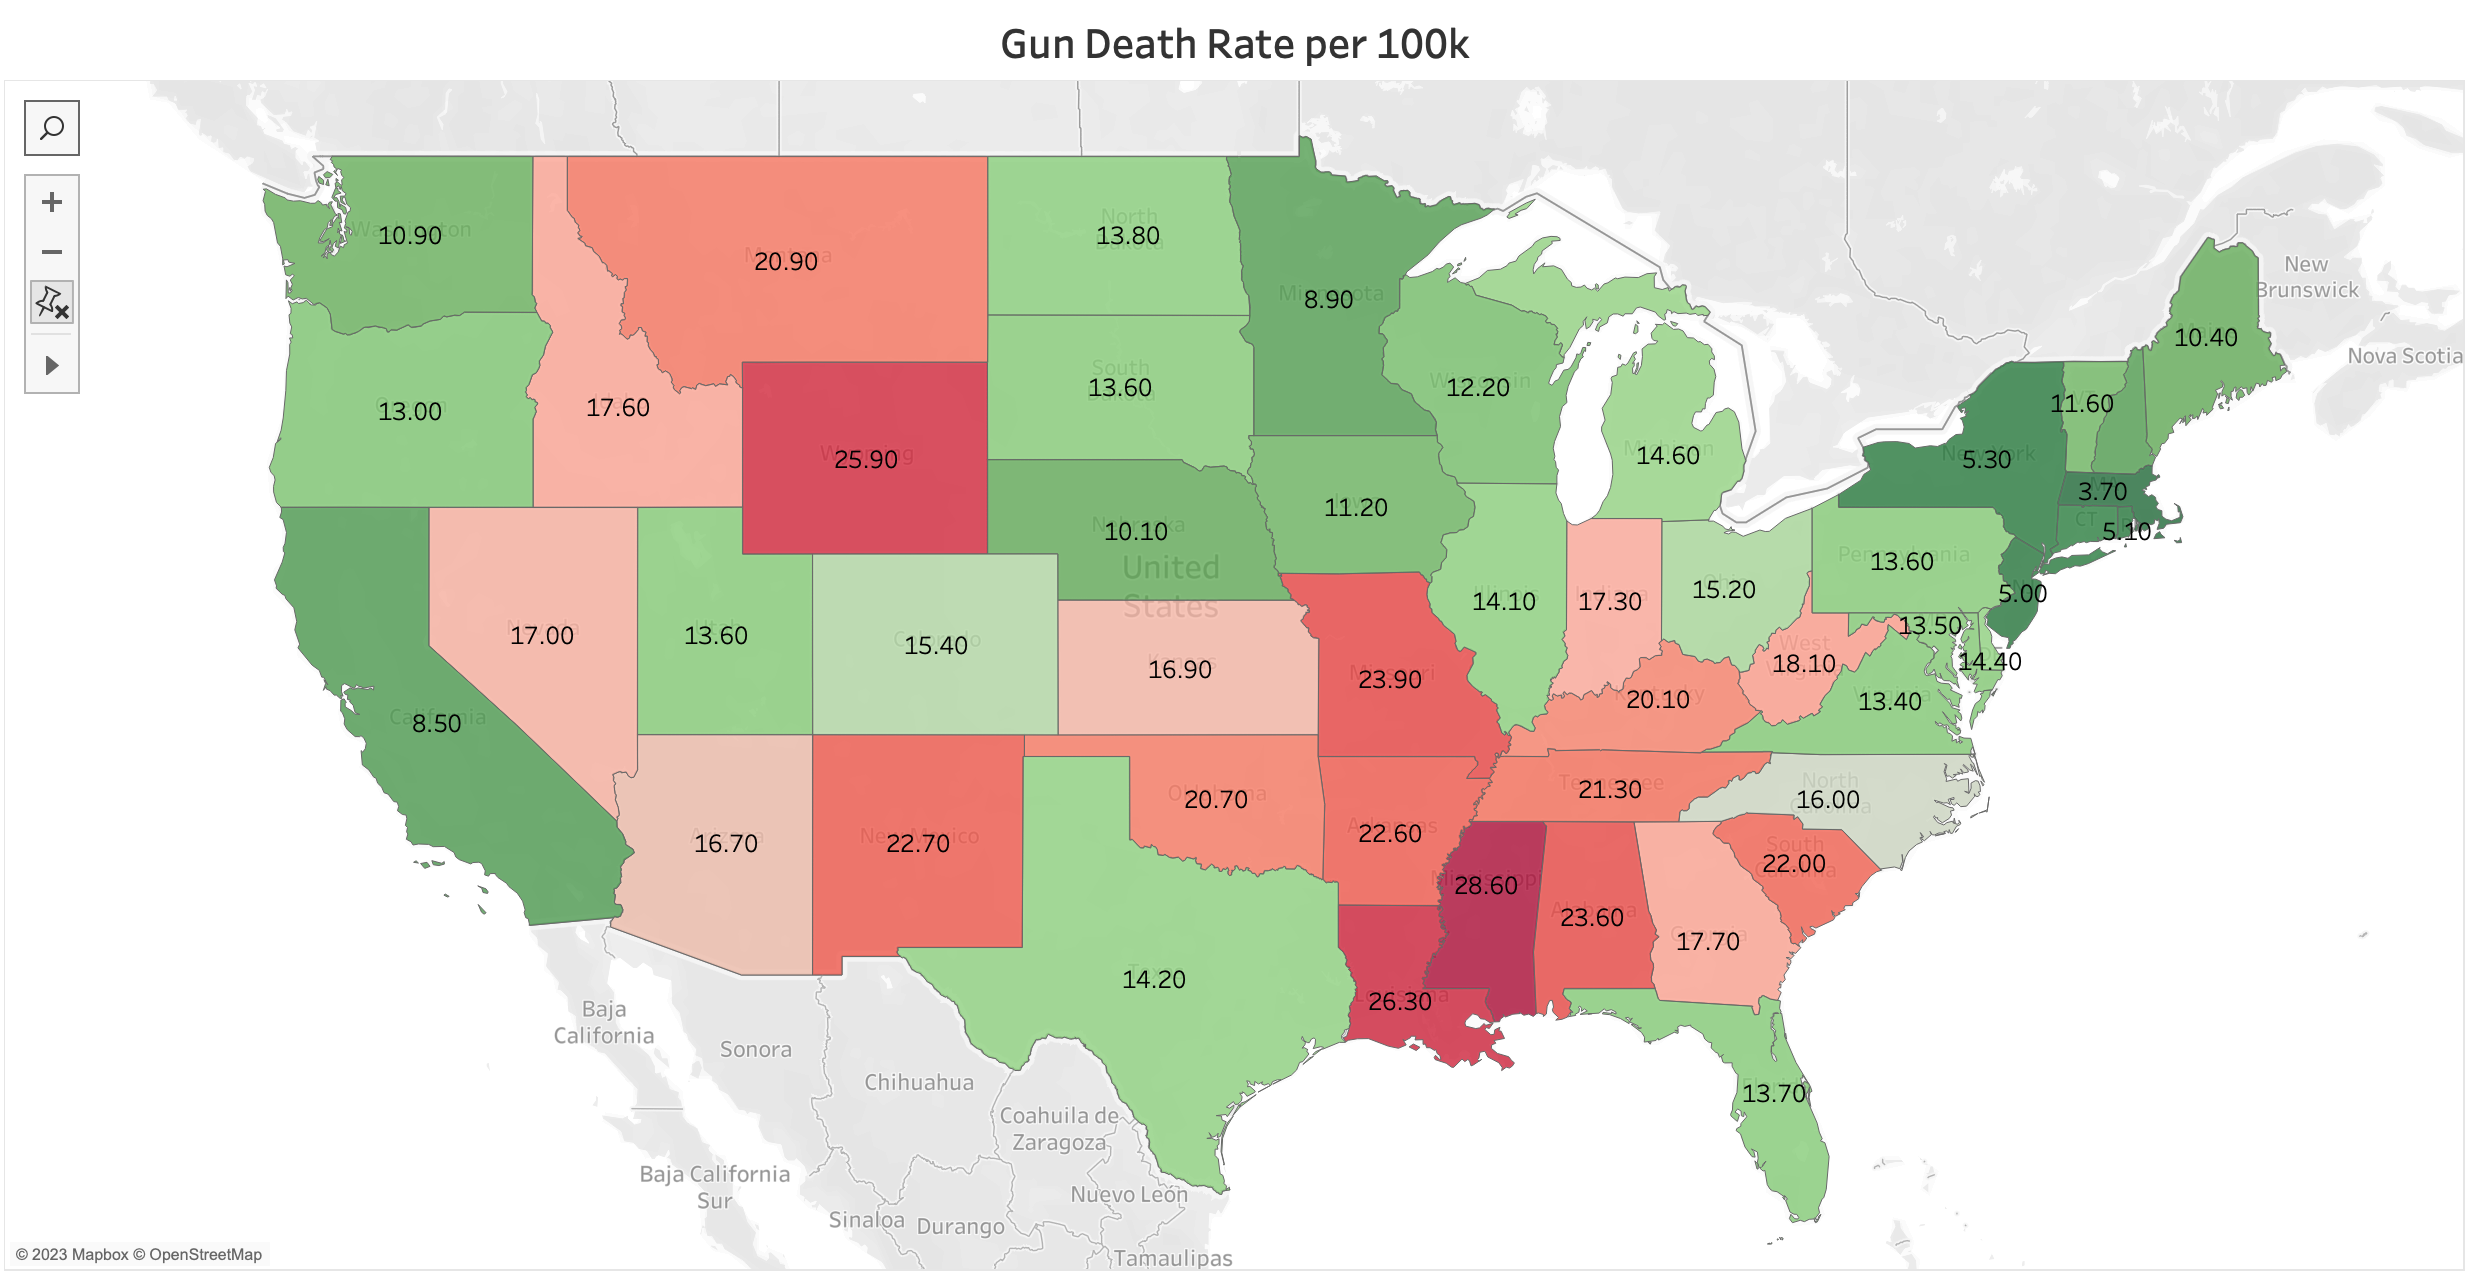 Gun Death Rate per 100k
Washington
10.90
Montana
20.90
North
Dakota
13.80
Minnesota
8.90
New
Brunswick
Maine
10.40
Nova Scotia
Oregon
13.00
Idaho
17.60
South
Dakota
13.60
Wisconsin
12.20
Michigan
14.60
VT
11.60
New York
5.30
Wyoming
25.90
MA
3.70
CT
5.10
Iowa
11.20
Nebraska
10.10
Pennsylvania
13.60
United
States
Illinois
14.10
Indiana
17.30
Ohio
15.20
5.00
13.50
Nevada
17.00
Utah
13.60
Colorado
15.40
Kansas
16.90
Missouri
23.90
West
Virginia
18.10
14.40
Kentucky
20.10
Virginia
13.40
California
8.50
Oklahoma
20.70
Tennessee
21.30
North
Carolina
16.00
Arizona
16.70
New Mexico
22.70
Arkansas
22.60
South
Carolina
22.00
Mississippi
28.60
Alabama
23.60
Georgia
17.70
Texas
14.20
Louisiana
26.30
Florida
13.70
Baja
California
Sonora
Chihuahua
Coahuila de
Zaragoza
Baja California
Sur
Nuevo León
Sinaloa
Durango
Tamaulipas
© 2023 Mapbox © OpenStreetMap